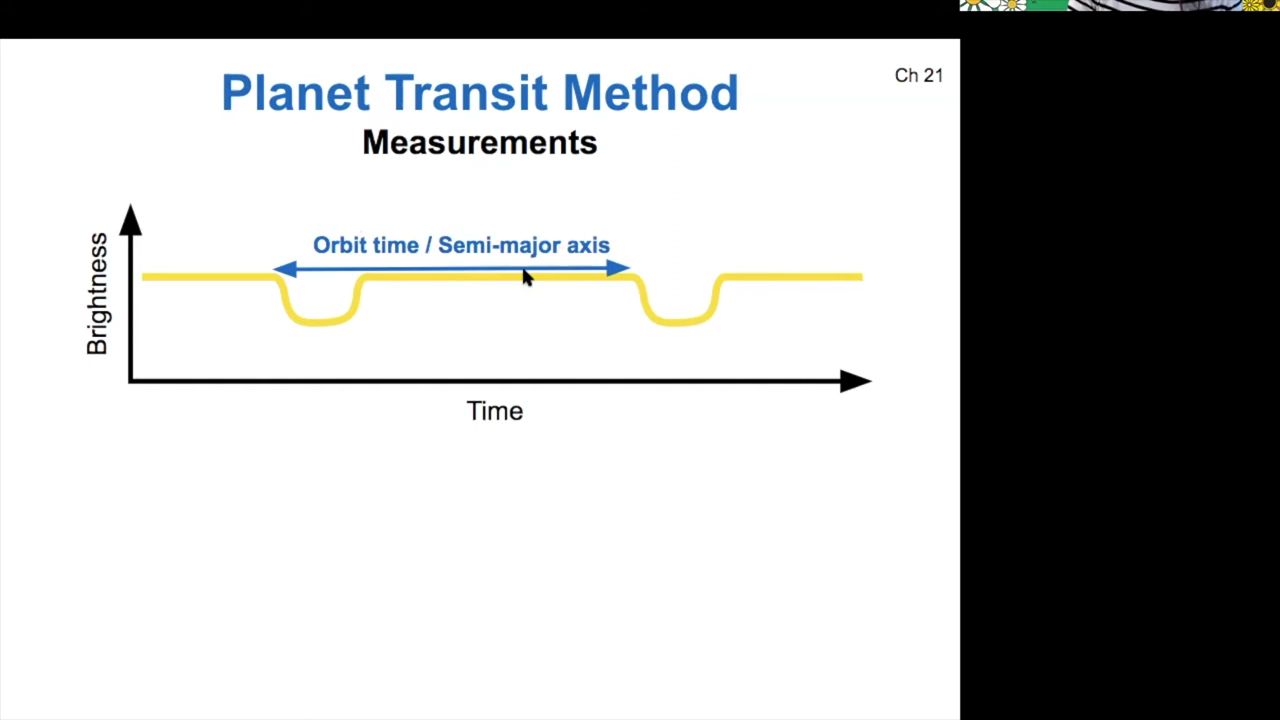 Ch 21
Planet Transit Method
Measurements
Orbit time / Semi-major axis
Brightness
Time